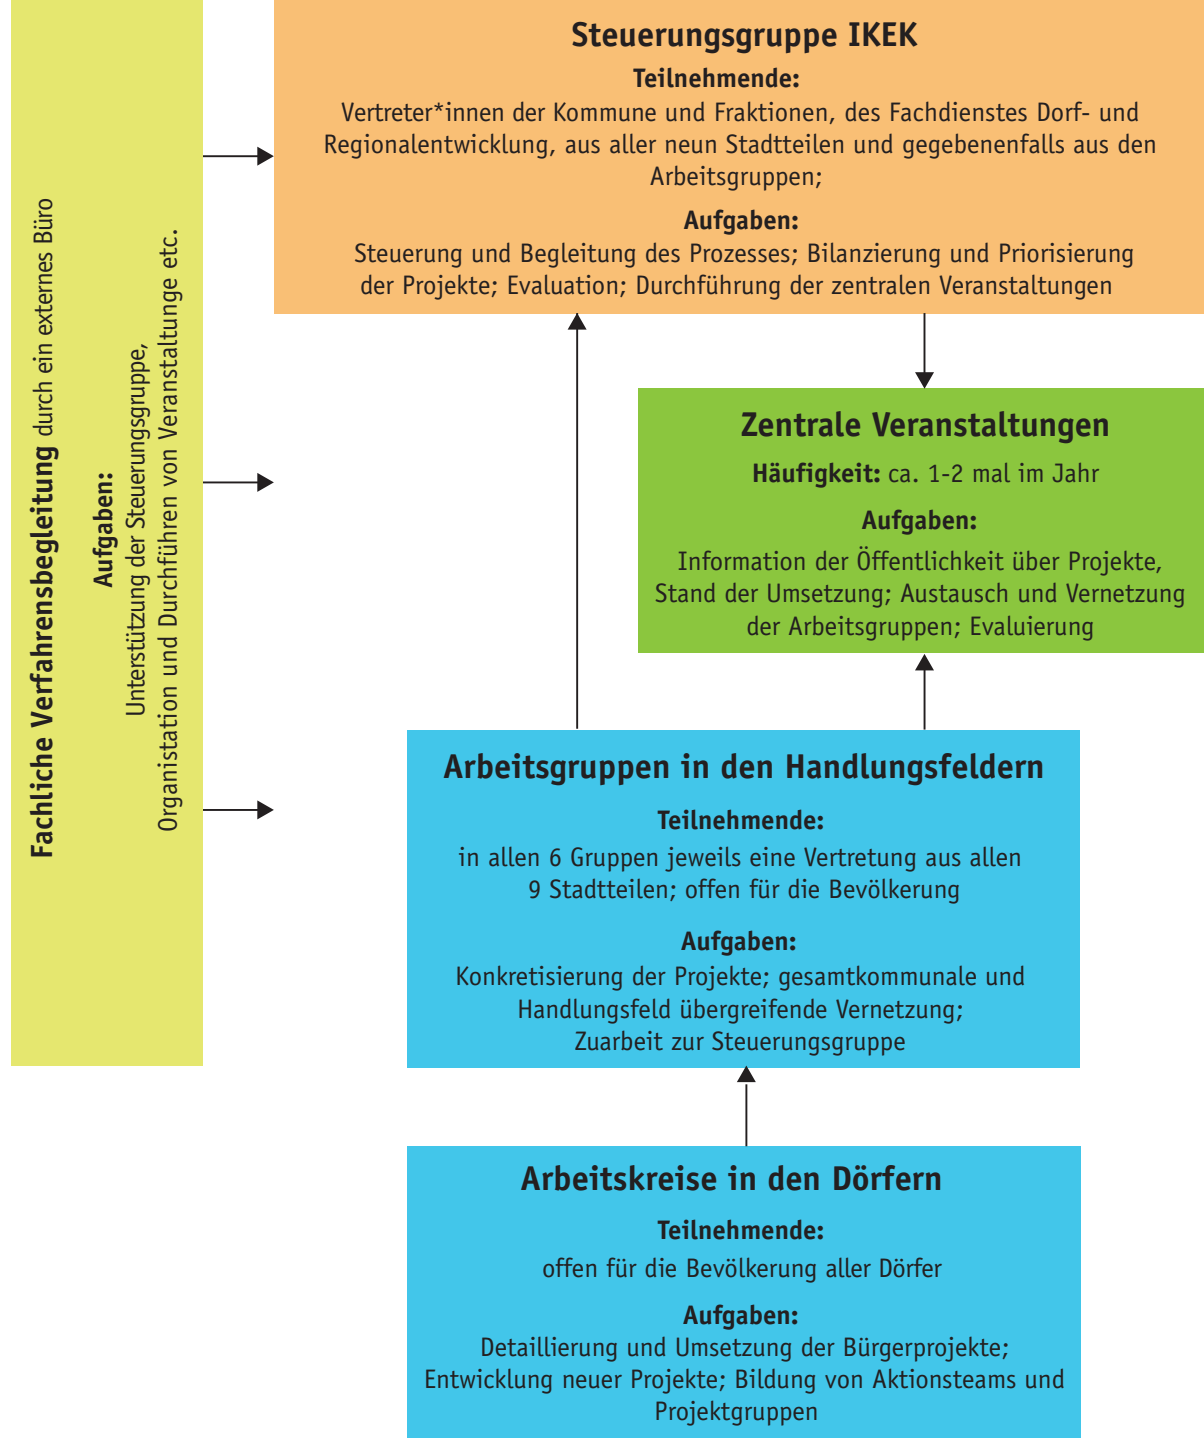 Fachliche Verfahrensbegleitung durch ein externes Büro
Aufgaben:
Unterstützung der Steuerungsgruppe,
Organistation und Durchführen von Veranstaltunge etc.
Steuerungsgruppe IKEK
Teilnehmende:
Vertreter*innen der Kommune und Fraktionen, des Fachdienstes Dorf- und
Regionalentwicklung, aus aller neun Stadtteilen und gegebenenfalls aus den
Arbeitsgruppen;
Aufgaben:
Steuerung und Begleitung des Prozesses; Bilanzierung und Priorisierung
der Projekte; Evaluation; Durchführung der zentralen Veranstaltungen
Zentrale Veranstaltungen
Häufigkeit: ca. 1-2 mal im Jahr
Aufgaben:
Information der Öffentlichkeit über Projekte,
Stand der Umsetzung; Austausch und Vernetzung
der Arbeitsgruppen; Evaluierung
Arbeitsgruppen in den Handlungsfeldern
Teilnehmende:
in allen 6 Gruppen jeweils eine Vertretung aus allen
9 Stadtteilen; offen für die Bevölkerung
Aufgaben:
Konkretisierung der Projekte; gesamtkommunale und
Handlungsfeld übergreifende Vernetzung;
Zuarbeit zur Steuerungsgruppe
Arbeitskreise in den Dörfern
Teilnehmende:
offen für die Bevölkerung aller Dörfer
Aufgaben:
Detaillierung und Umsetzung der Bürgerprojekte;
Entwicklung neuer Projekte; Bildung von Aktionsteams und
Projektgruppen